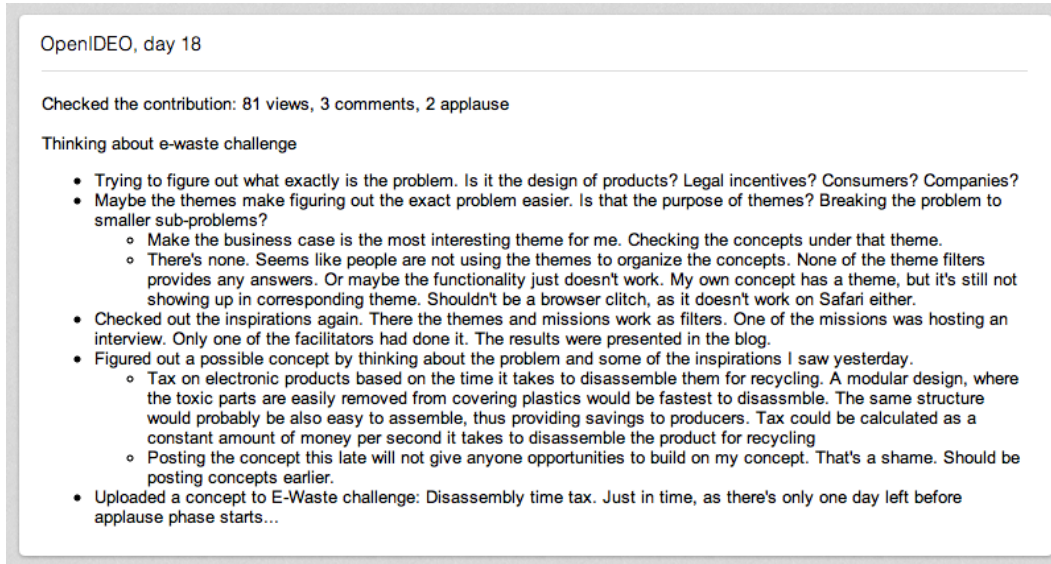 OpenIDEO, day 18
Checked the contribution: 81 views, 3 comments, 2 applause
Thinking about e-waste challenge
• Trying to figure out what exactly is the problem. Is it the design of products? Legal incentives? Consumers? Companies?
• Maybe the themes make figuring out the exact problem easier. Is that the purpose of themes? Breaking the problem to
smaller sub-problems?
◦ Make the business case is the most interesting theme for me. Checking the concepts under that theme.
◦ There's none. Seems like people are not using the themes to organize the concepts. None of the theme filters
provides any answers. Or maybe the functionality just doesn't work. My own concept has a theme, but it's still not
showing up in corresponding theme. Shouldn't be a browser clitch, as it doesn't work on Safari either.
• Checked out the inspirations again. There the themes and missions work as filters. One of the missions was hosting an
interview. Only one of the facilitators had done it. The results were presented in the blog.
• Figured out a possible concept by thinking about the problem and some of the inspirations I saw yesterday.
◦ Tax on electronic products based on the time it takes to disassemble them for recycling. A modular design, where
the toxic parts are easily removed from covering plastics would be fastest to disassmble. The same structure
would probably be also easy to assemble, thus providing savings to producers. Tax could be calculated as a
constant amount of money per second it takes to disassemble the product for recycling
◦ Posting the concept this late will not give anyone opportunities to build on my concept. That's a shame. Should be
posting concepts earlier.
• Uploaded a concept to E-Waste challenge: Disassembly time tax. Just in time, as there's only one day left before
applause phase starts...